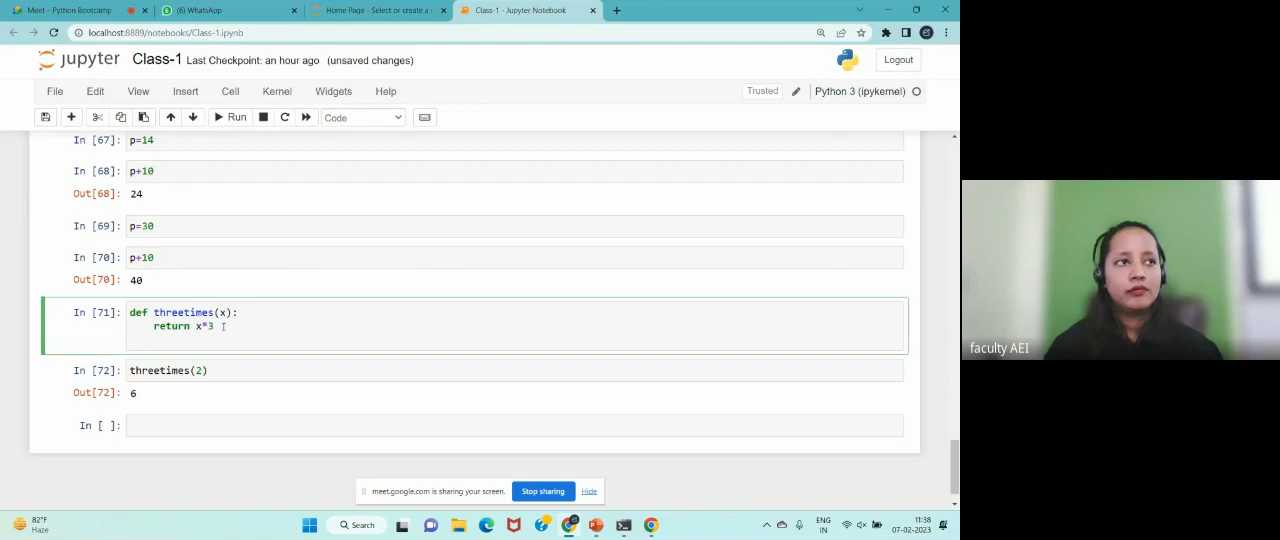 Meet - Python Bootcamp
(6) WhatsApp
Home Page - Select or create a
Class-1 - Jupyter Notebook
localhost:8889/notebooks/Class-1.ipynb
jupyter Class-1 Last Checkpoint: an hour ago (unsaved changes)
Logout
File Edit View Insert Cell Kernel Widgets Help
Trusted
Python 3 (ipykernel)
Run
Code
In [67]: p=14
In [68]: p+10
Out[68]: 24
In [69]: p=30
In [70]: p+10
Out[70]: 40
In [71]: def threetimes(x):
return x*3
In [72]: threetimes(2)
Out[72]: 6
In [ ]:
faculty AEI
meet.google.com is sharing your screen.
Stop sharing
Hide
82°F
Haze
Search
ENG
IN
11:38
07-02-2023